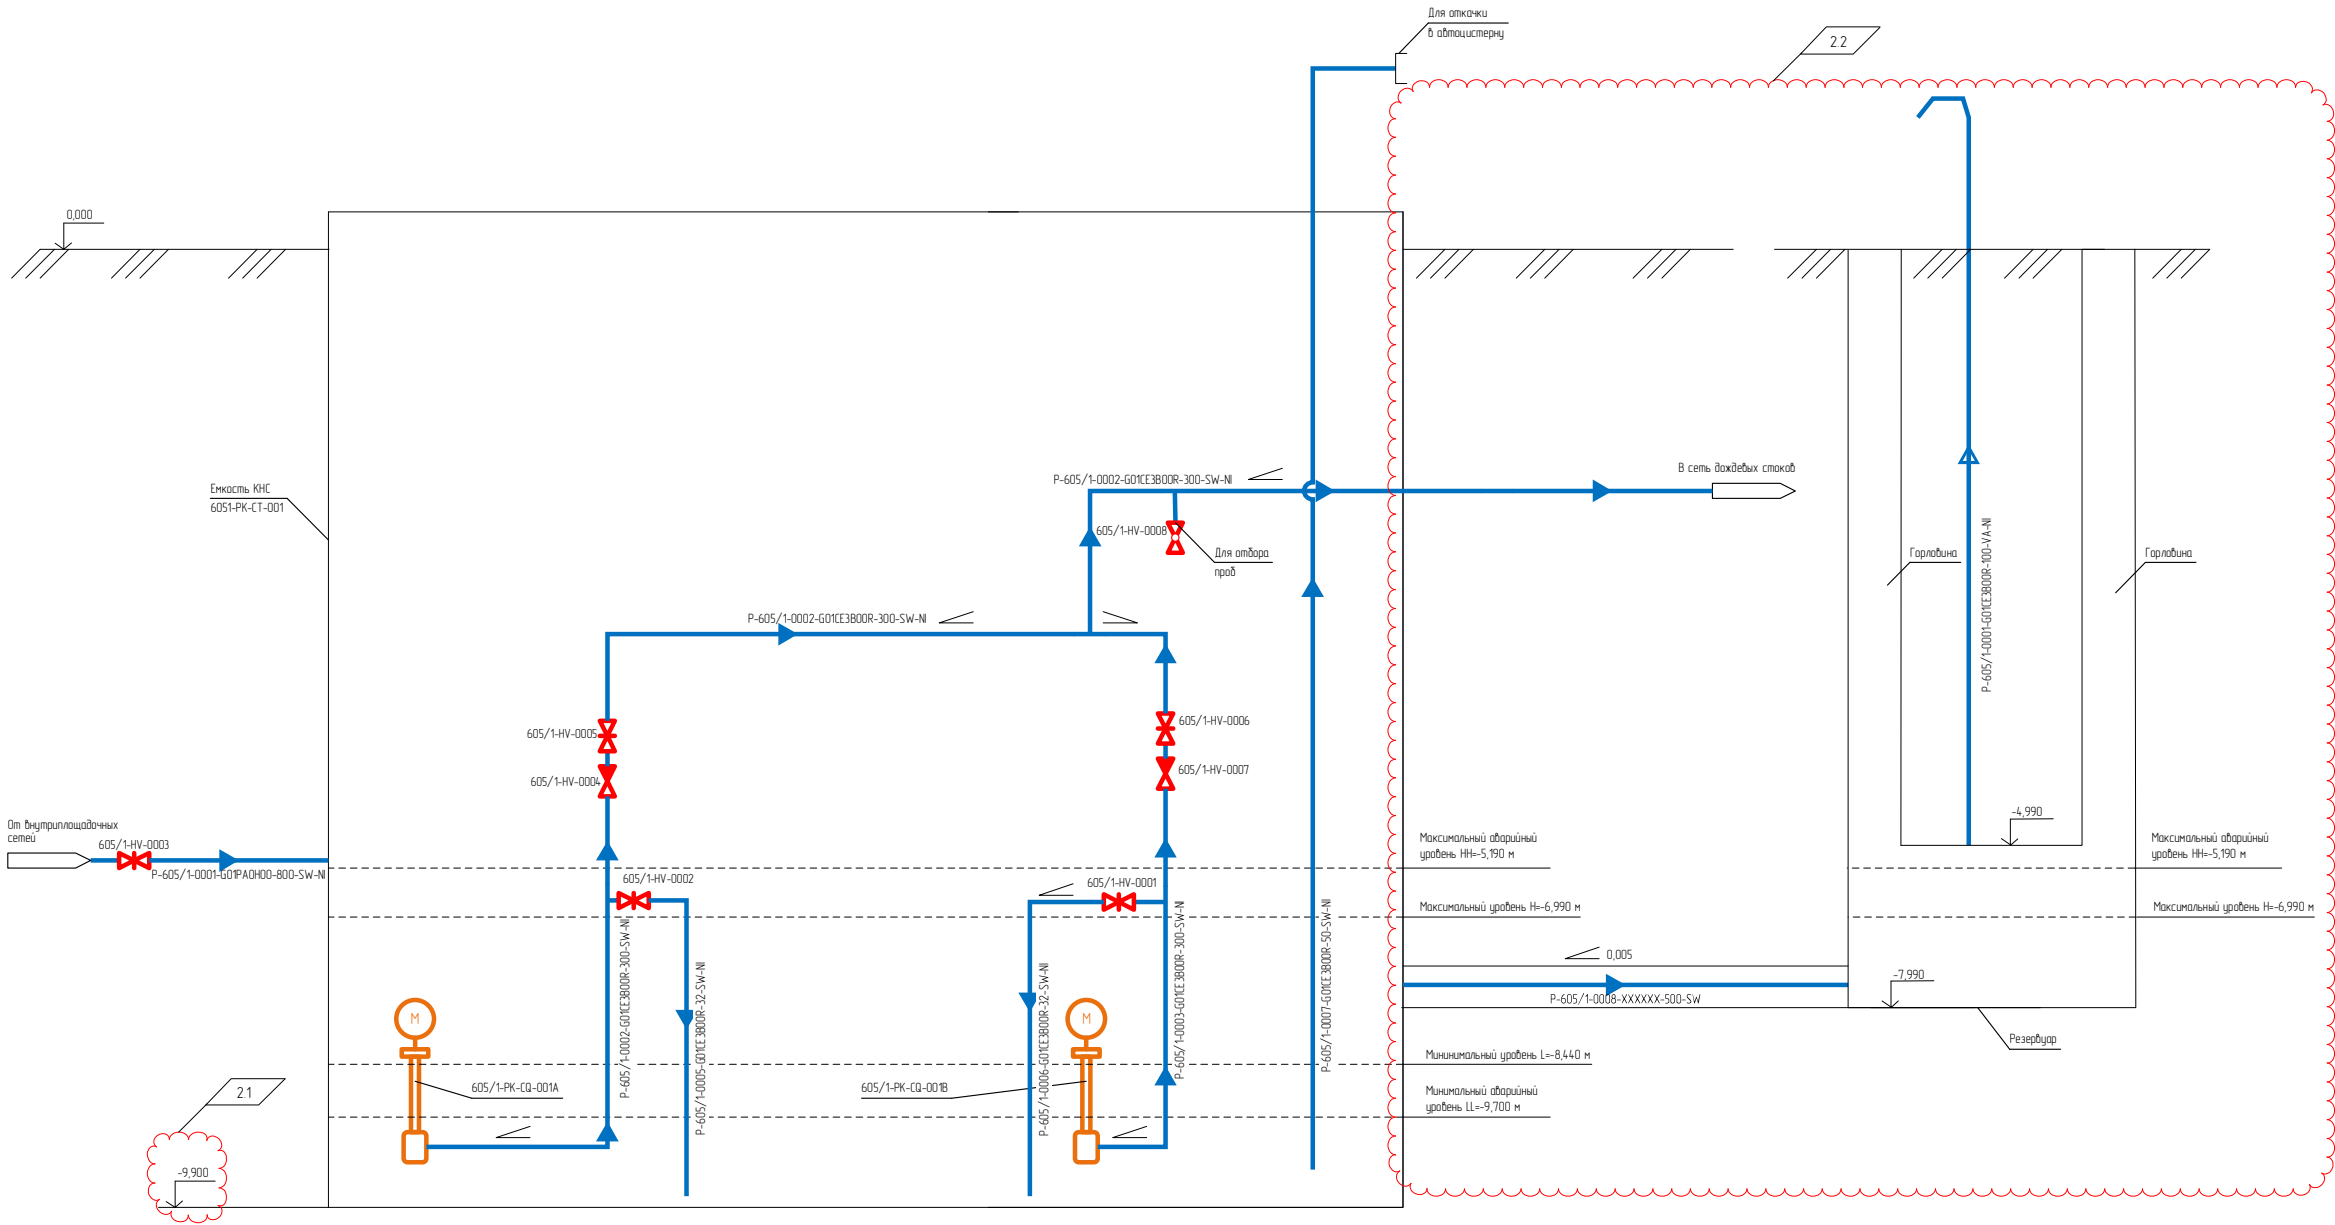 Для откачки
в автоцистерну
2.2
0,000
Емкость КНС
6051-PK-CT-001
P-605/1-0002-G01CE3B00R-300-SW-NI
В сеть дождевых стоков
605/1-HV-0008
Для отбора
проб
Горловина
Горловина
P-605/1-0001-G01CE3B00R-100-VA-NI
P-605/1-0002-G01CE3B00R-300-SW-NI
605/1-HV-0005
605/1-HV-0004
605/1-HV-0006
605/1-HV-0007
От внутриплощадочных
сетей
605/1-HV-0003
P-605/1-0001-G01PA0H00-800-SW-NI
605/1-HV-0002
605/1-HV-0001
-4,990
Максимальный аварийный
уровень HH=-5,190 м
Максимальный аварийный
уровень HH=-5,190 м
Максимальный уровень H=-6,990 м
Максимальный уровень H=-6,990 м
0,005
-7,990
P-605/1-0008-XXXXXX-500-SW
Резервуар
P-605/1-0002-G01CE3B00R-300-SW-NI
P-605/1-0005-G01CE3B00R-32-SW-NI
P-605/1-0006-G01CE3B00R-32-SW-NI
P-605/1-0003-G01CE3B00R-300-SW-NI
P-605/1-0007-G01CE3B00R-50-SW-NI
M
M
Мининимальный уровень L=-8,440 м
605/1-PK-CQ-001A
605/1-PK-CQ-001B
Минимальный аварийный
уровень LL=-9,700 м
2.1
-9,900